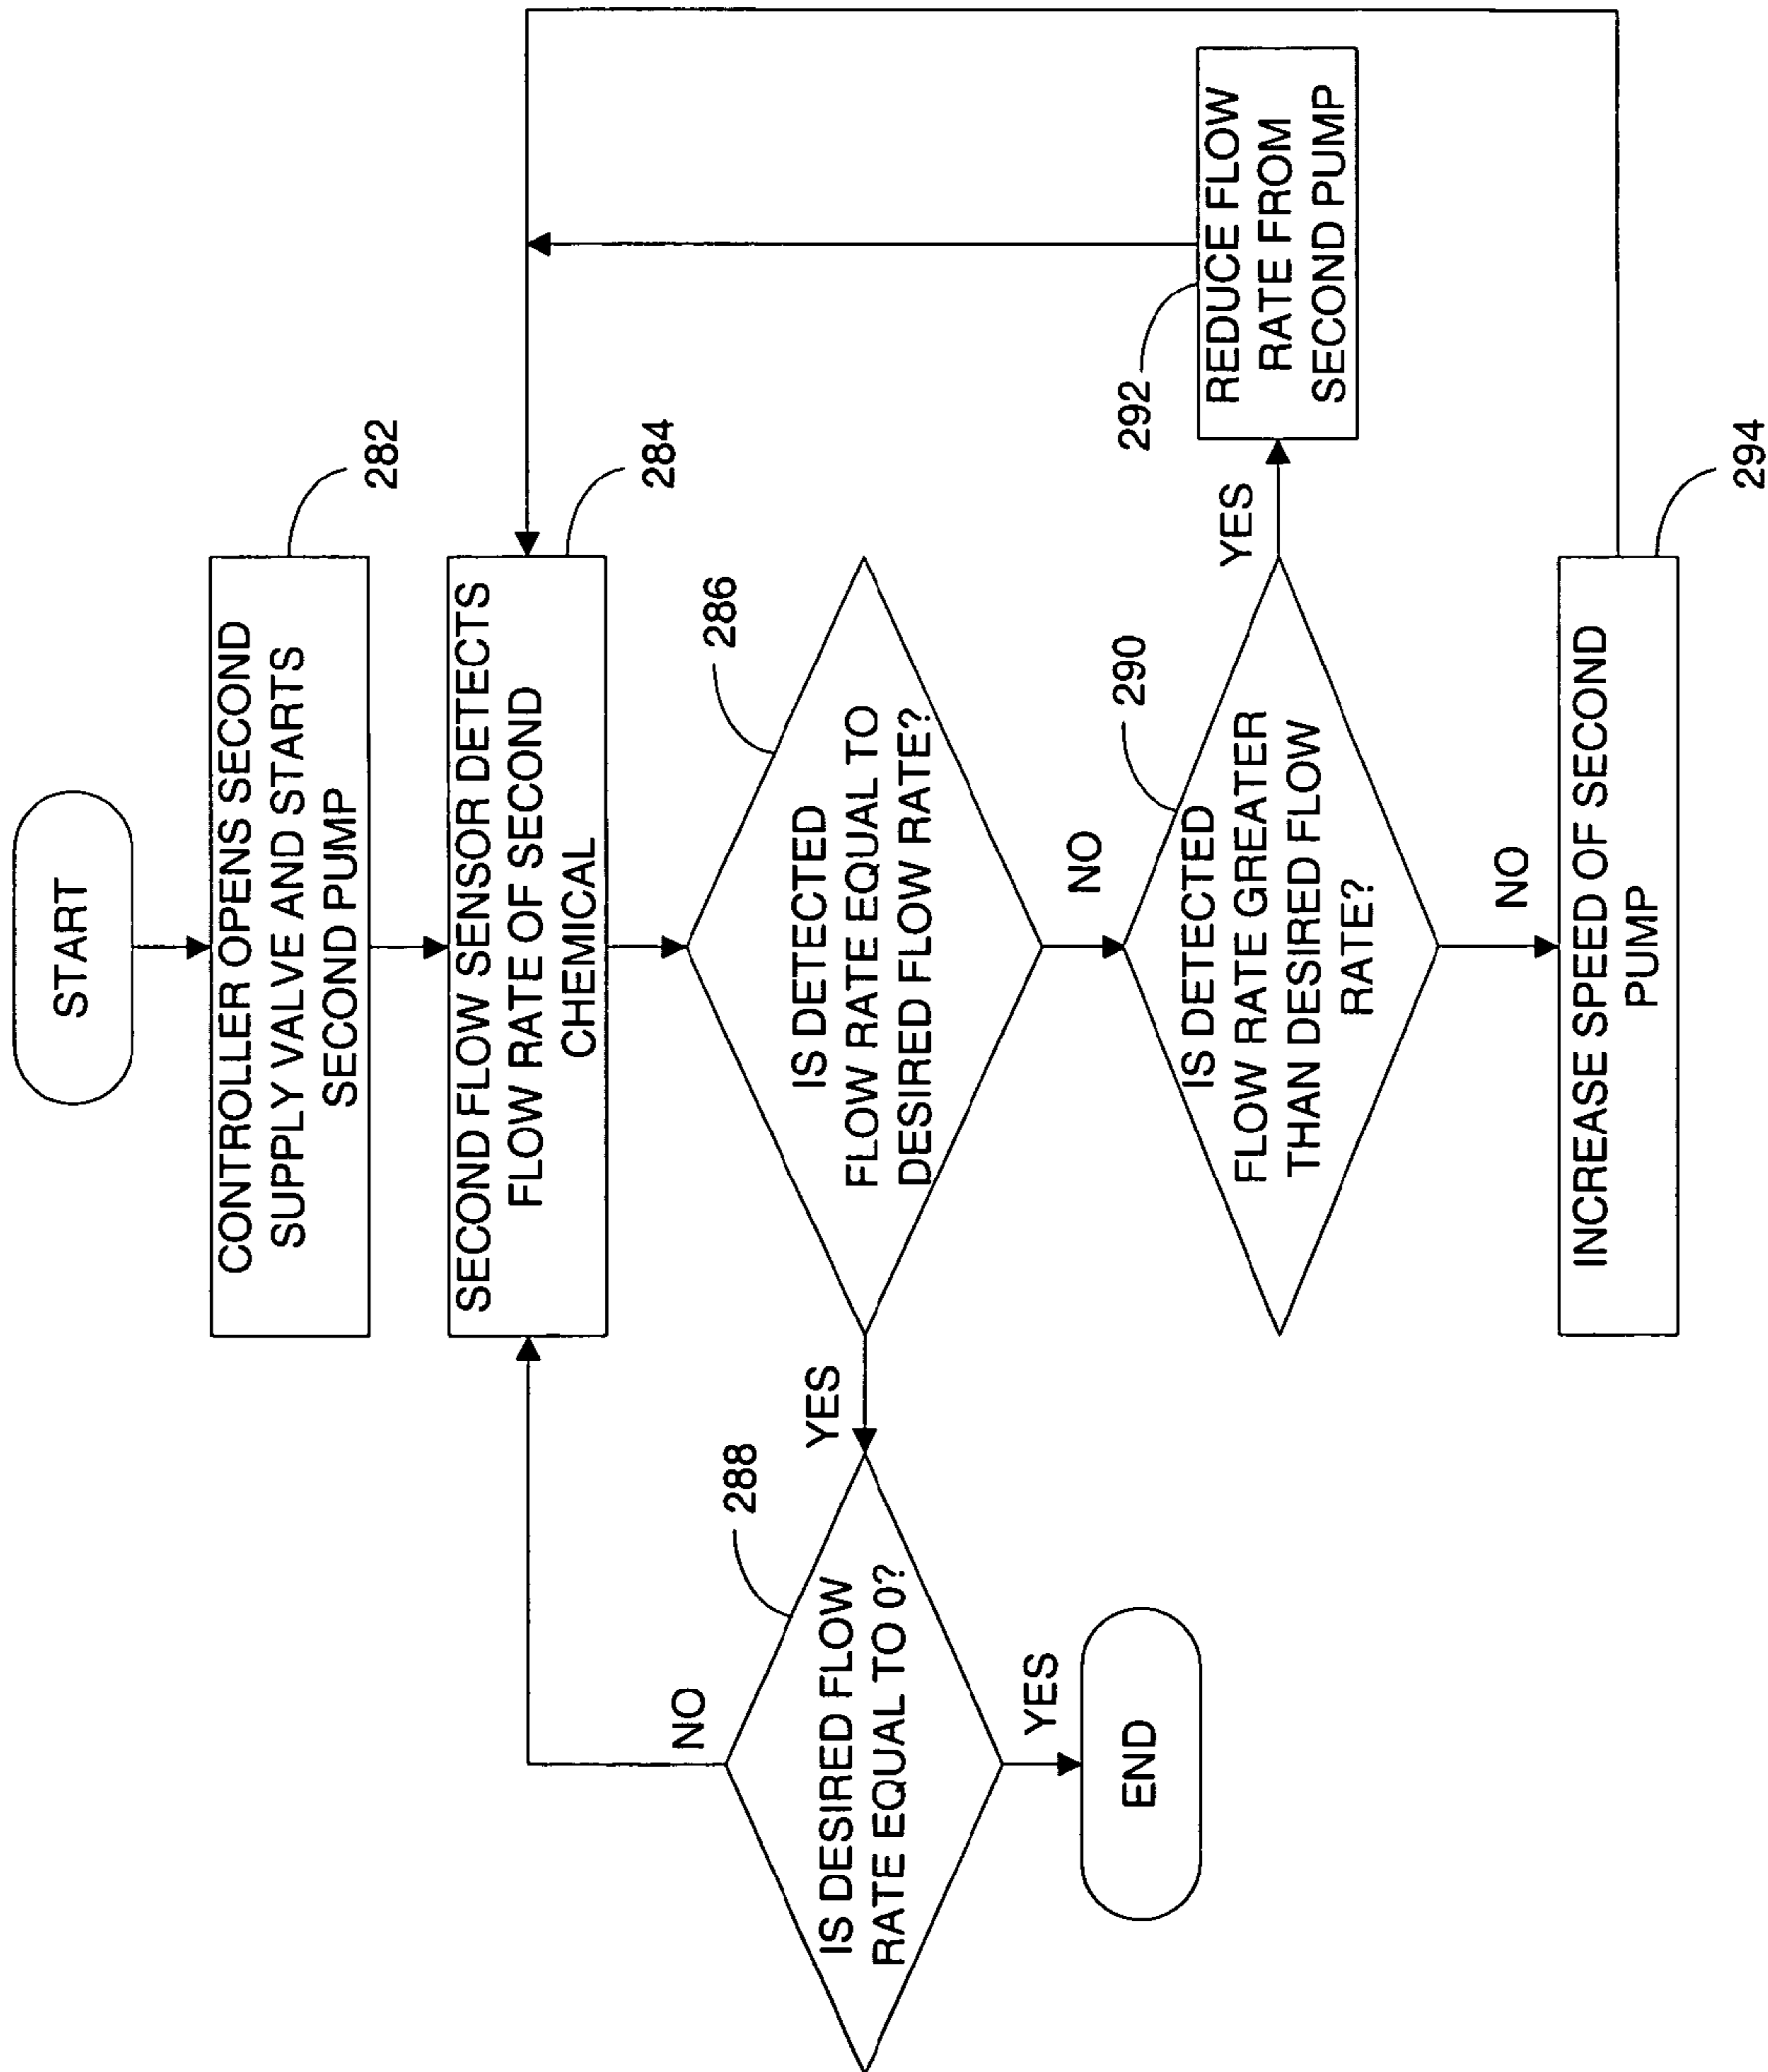 START
CONTROLLER OPENS SECOND
SUPPLY VALVE AND STARTS
SECOND PUMP
282
SECOND FLOW SENSOR DETECTS
FLOW RATE OF SECOND
CHEMICAL
284
IS DETECTED
FLOW RATE EQUAL TO
DESIRED FLOW RATE?
286
YES
NO
IS DESIRED FLOW
RATE EQUAL TO 0?
288
NO
YES
END
IS DETECTED
FLOW RATE GREATER
THAN DESIRED FLOW
RATE?
290
YES
NO
REDUCE FLOW
RATE FROM
SECOND PUMP
292
INCREASE SPEED OF SECOND
PUMP
294